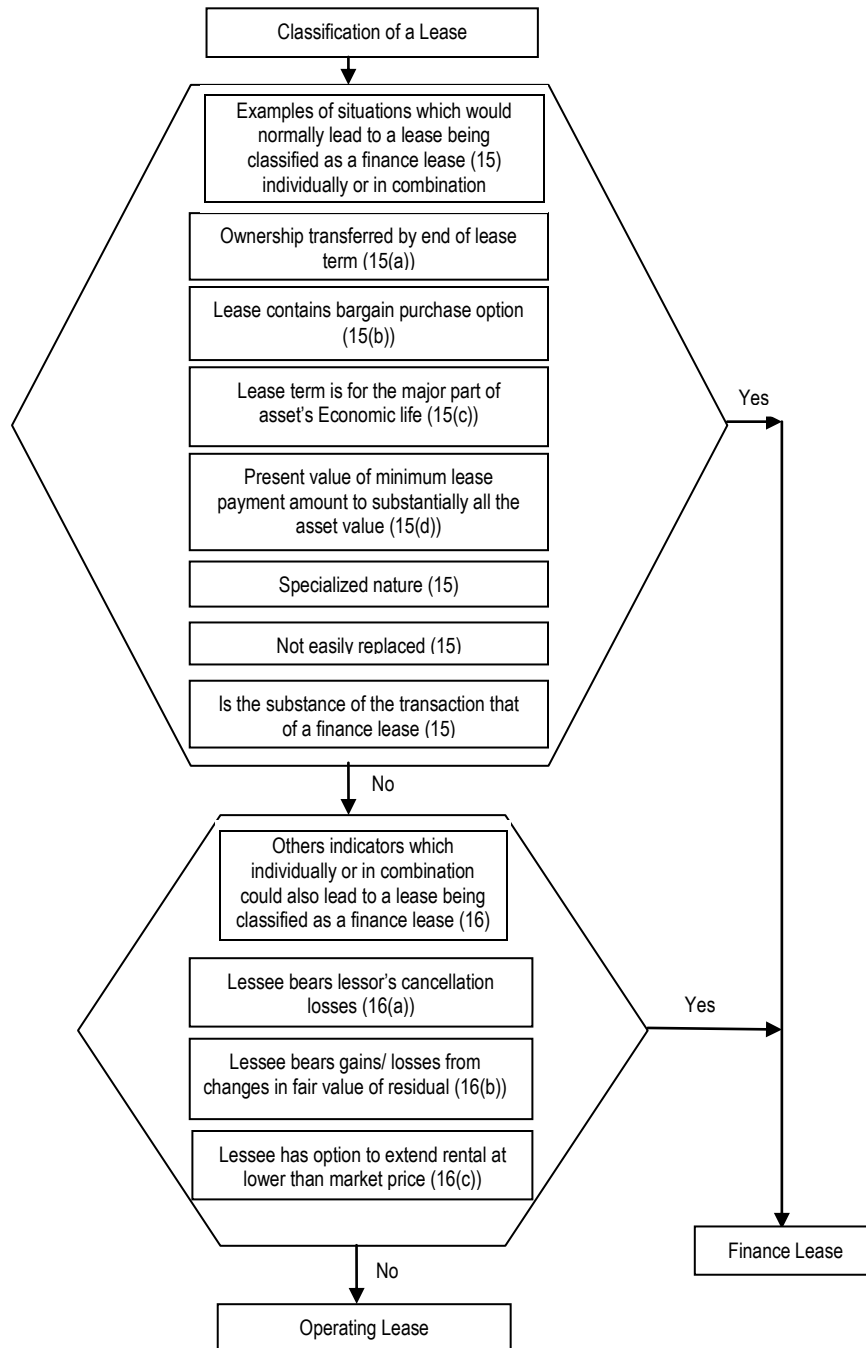 Classification of a Lease
Examples of situations which would
normally lead to a lease being
classified as a finance lease (15)
individually or in combination
Ownership transferred by end of lease
term (15(a))
Lease contains bargain purchase option
(15(b))
Lease term is for the major part of
asset's Economic life (15(c))
Yes
Present value of minimum lease
payment amount to substantially all the
asset value (15(d))
Specialized nature (15)
Not easily replaced (15)
Is the substance of the transaction that
of a finance lease (15)
No
Others indicators which
individually or in combination
could also lead to a lease being
classified as a finance lease (16)
Lessee bears lessor's cancellation
losses (16(a))
Yes
Lessee bears gains/ losses from
changes in fair value of residual (16(b))
Lessee has option to extend rental at
lower than market price (16(c))
Finance Lease
No
Operating Lease